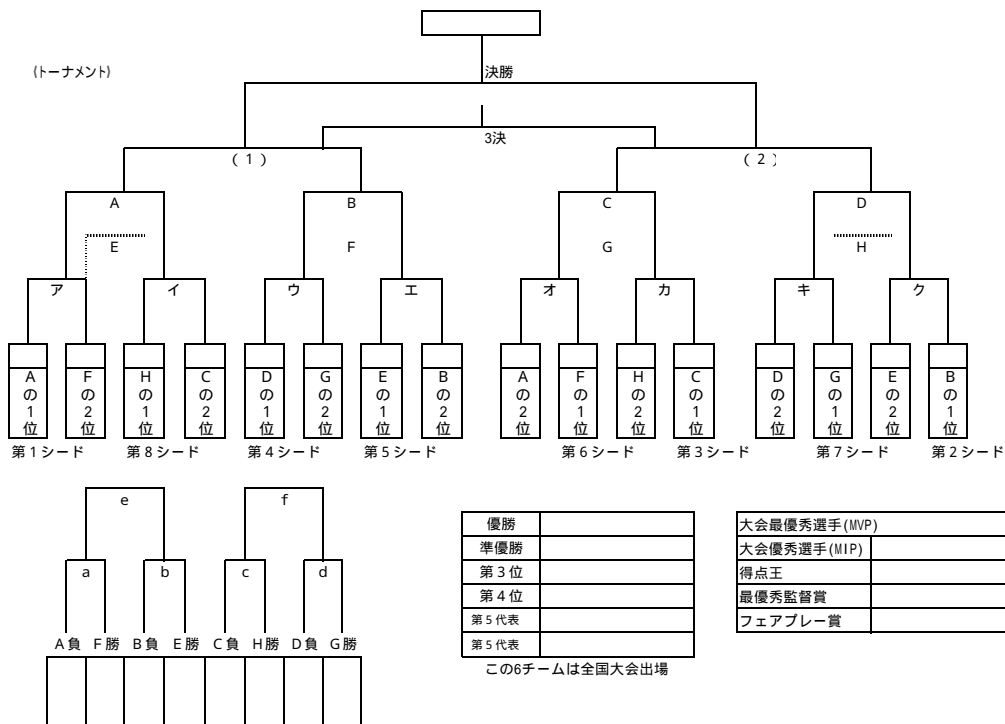 (トーナメント)
決勝
3決
(1)
(2)
A
B
C
D
E
F
G
H
ア
イ
ウ
エ
オ
カ
キ
ク
Aの1位
Fの2位
Hの1位
Cの2位
Dの1位
Gの2位
Eの1位
Bの2位
Aの2位
Fの1位
Hの2位
Cの1位
Dの2位
Gの1位
Eの2位
Bの1位
第1シード
第8シード
第4シード
第5シード
第6シード
第3シード
第7シード
第2シード
e
f
a
b
c
d
A負 F勝 B負 E勝 C負 H勝 D負 G勝
優勝
準優勝
第3位
第4位
第5代表
第5代表
この6チームは全国大会出場
大会最優秀選手(MVP)
大会優秀選手(MIP)
得点王
最優秀監督賞
フェアプレー賞